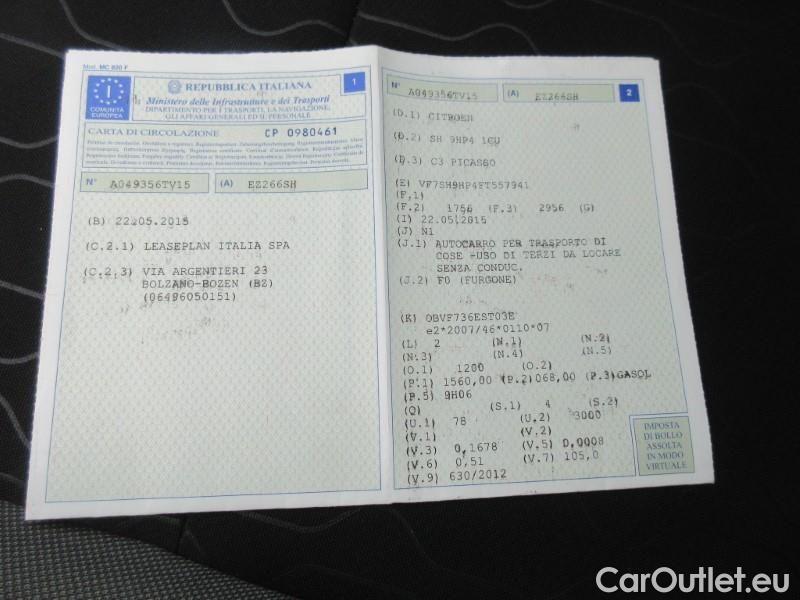 Mod. MC 820 F
I
COMUNITÀ
EUROPEA
REPUBBLICA ITALIANA
1
Ministero delle Infrastrutture e dei Trasporti
DIPARTIMENTO PER I TRASPORTI, LA NAVIGAZIONE,
GLI AFFARI GENERALI ED IL PERSONALE
CARTA DI CIRCOLAZIONE CP 0980461
N° A049356TV15 (A) EZ266SH
(B) 22.05.2015
(C.2.1) LEASEPLAN ITALIA SPA
(C.2.3) VIA ARGENTIERI 23
BOLZANO-BOZEN (BZ)
(06496050151)
N° A049356TV15 (A) EZ266SH 2
(D.1) CITROEN
(D.2) SH 9HP4 1CU
(D.3) C3 PICASSO
(E) VF7SH9HP4FT557941
(F.1)
(F.2) 1756 (F.3) 2956 (G)
(I) 22.05.2015
(J) N1
(J.1) AUTOCARRO PER TRASPORTO DI
COSE -USO DI TERZI DA LOCARE
SENZA CONDUC.
(J.2) F0 (FURGONE)
(K) OBVF736EST03E
e2*2007/46*0110*07
(L) 2 (N.1) (N.2)
(N.3) (N.4) (N.5)
(O.1) 1200 (O.2)
(P.1) 1560,00 (P.2)068,00 (P.3)GASOL
(P.5) 9H06
(Q) (S.1) 4 (S.2)
(U.1) 78 (U.2) 3000
(V.1) (V.2)
(V.3) 0,1678 (V.5) 0,0008
(V.6) 0,51 (V.7) 105,0
(V.9) 630/2012
IMPOSTA
DI BOLLO
ASSOLTA
IN MODO
VIRTUALE
CarOutlet.eu